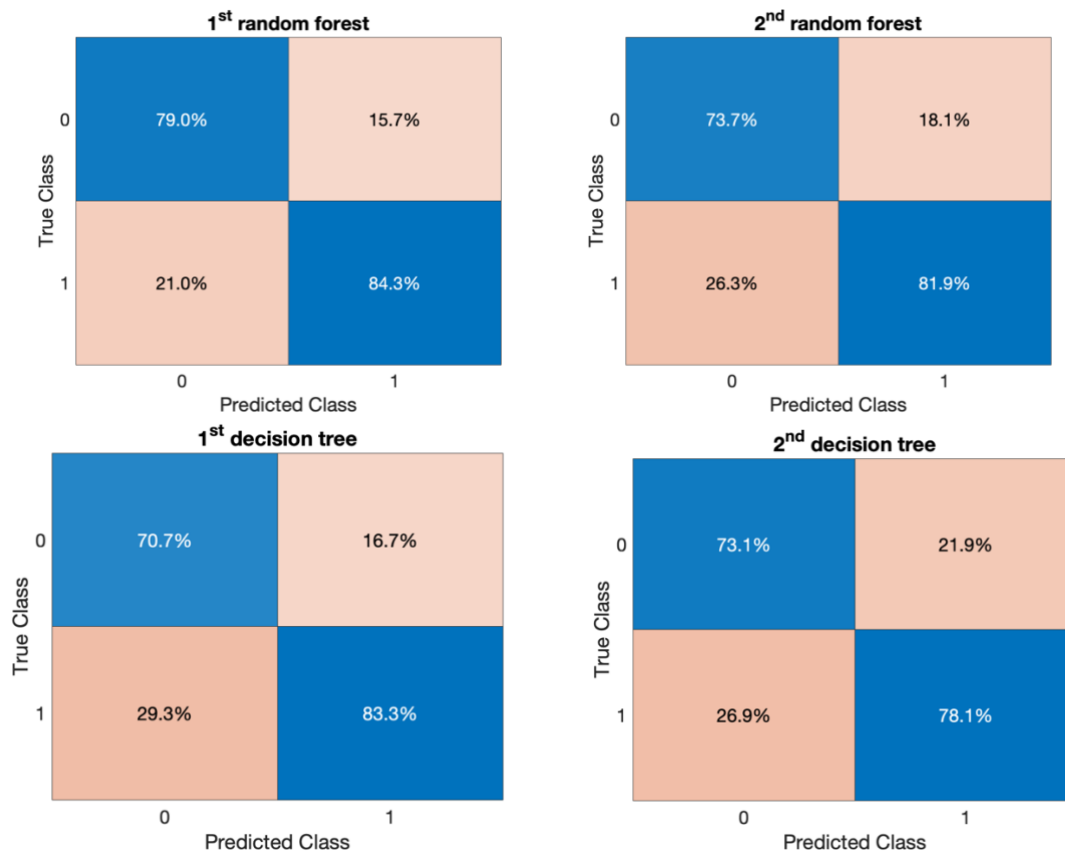 1st random forest
0
79.0%
15.7%
1
21.0%
84.3%
True Class
0
1
Predicted Class
2nd random forest
0
73.7%
18.1%
1
26.3%
81.9%
True Class
0
1
Predicted Class
1st decision tree
0
70.7%
16.7%
1
29.3%
83.3%
True Class
0
1
Predicted Class
2nd decision tree
0
73.1%
21.9%
1
26.9%
78.1%
True Class
0
1
Predicted Class